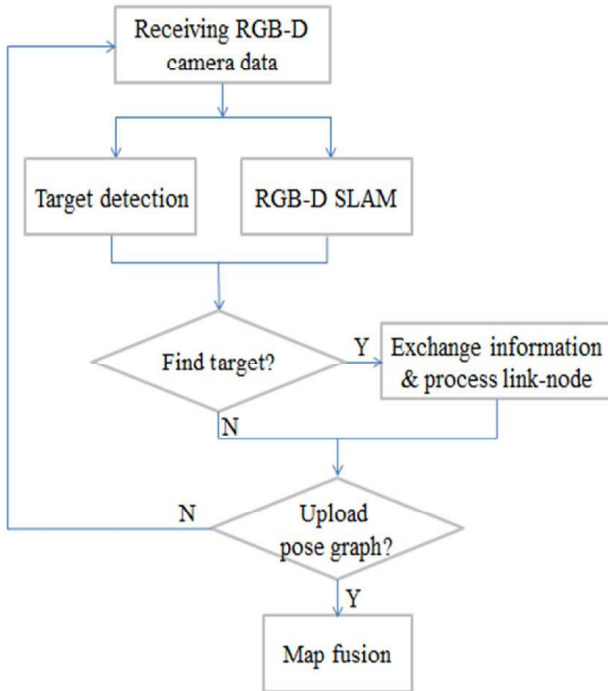 Receiving RGB-D
camera data
Target detection
RGB-D SLAM
Find target?
Y
Exchange information
& process link-node
N
N
Upload
pose graph?
Y
Map fusion